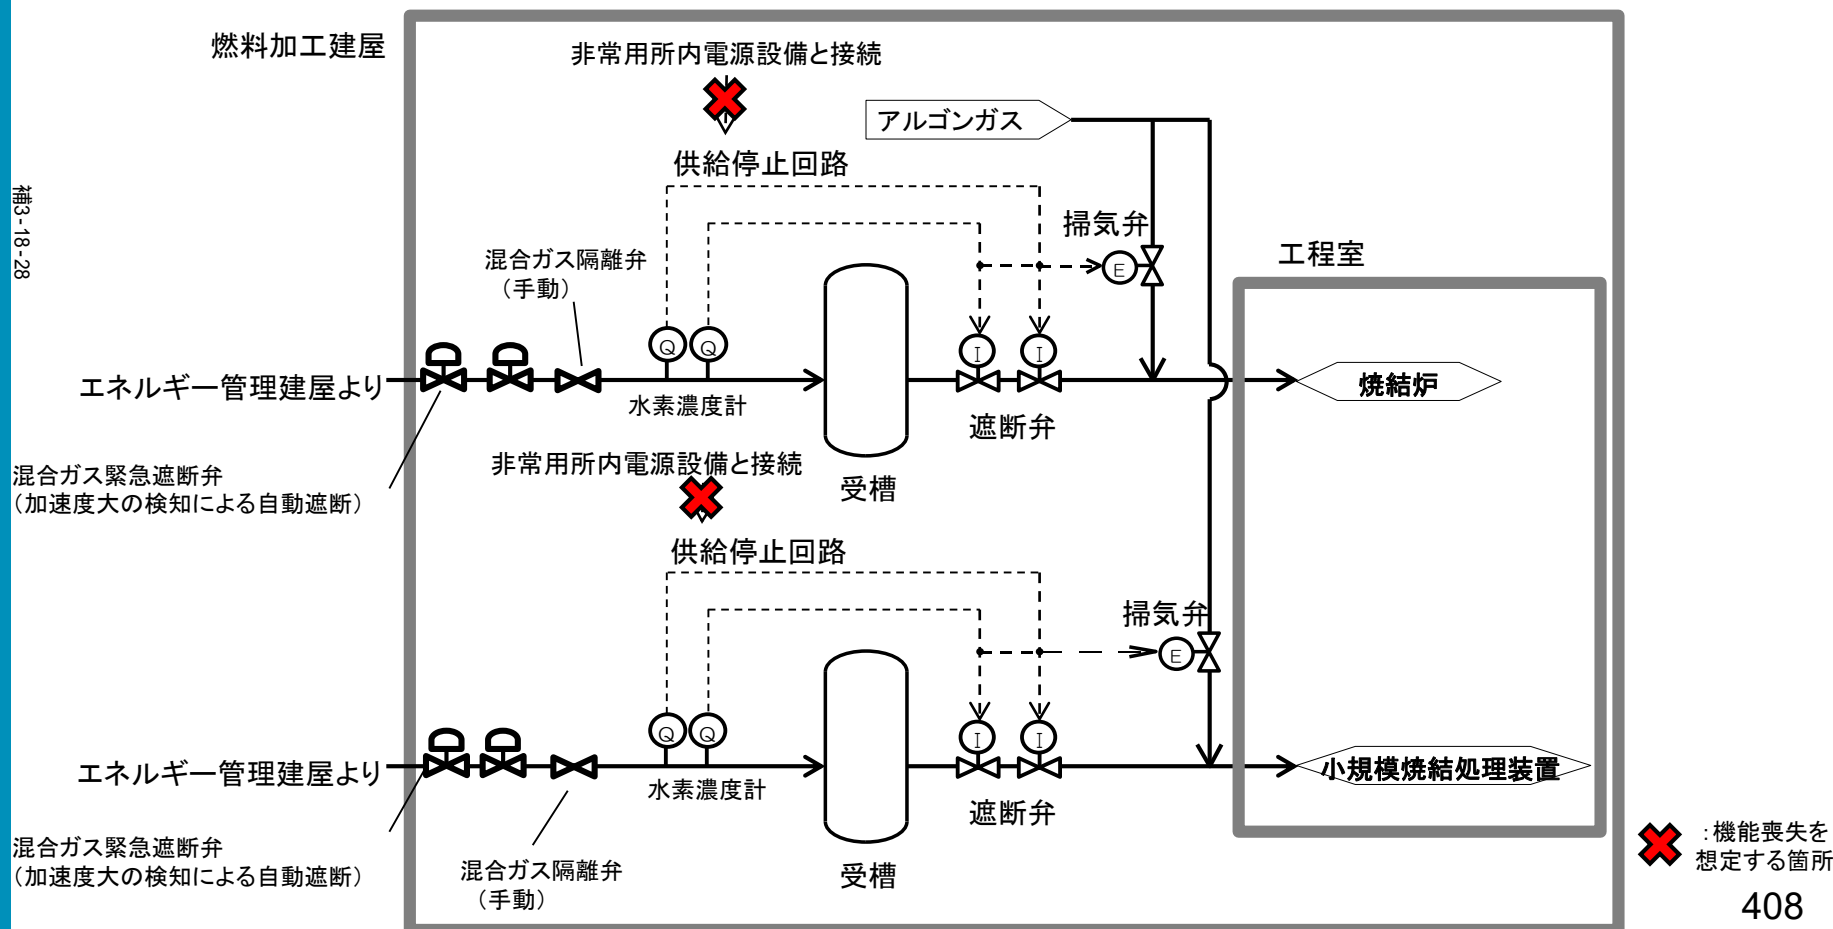 燃料加工建屋
非常用所内電源設備と接続
アルゴンガス
供給停止回路
掃気弁
工程室
混合ガス隔離弁
（手動）
E
Q
Q
I
I
エネルギー管理建屋より
水素濃度計
遮断弁
焼結炉
混合ガス緊急遮断弁
（加速度大の検知による自動遮断）
非常用所内電源設備と接続
受槽
供給停止回路
掃気弁
E
Q
Q
I
I
エネルギー管理建屋より
水素濃度計
遮断弁
小規模焼結処理装置
混合ガス緊急遮断弁
（加速度大の検知による自動遮断）
混合ガス隔離弁
（手動）
受槽
：機能喪失を
想定する箇所
408
補3-18-28